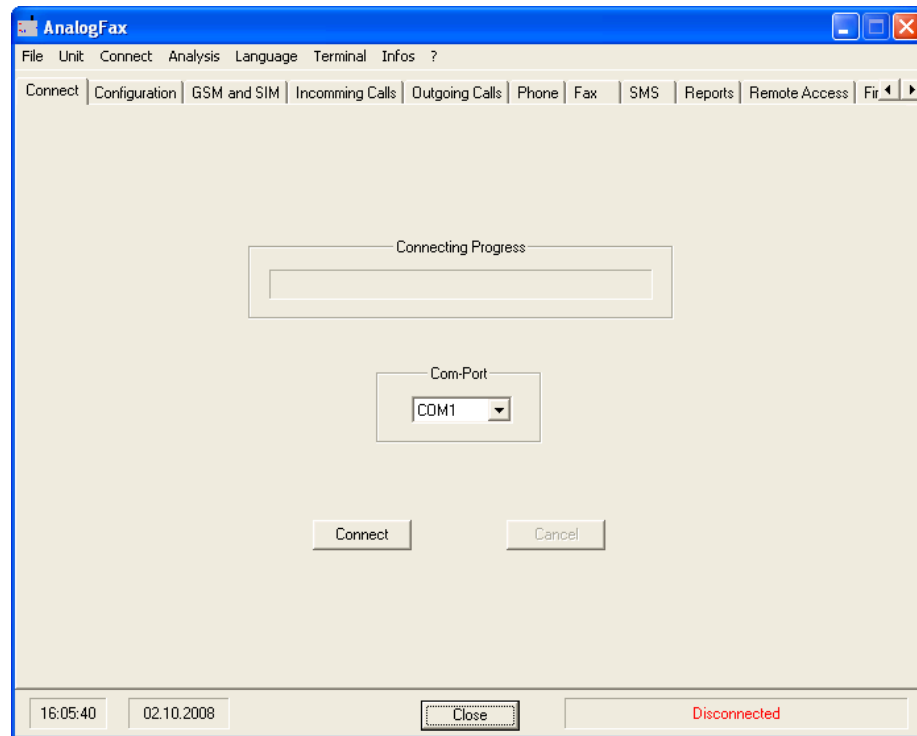 AnalogFax
File Unit Connect Analysis Language Terminal Infos ?
Connect Configuration GSM and SIM Incomming Calls Outgoing Calls Phone Fax SMS Reports Remote Access
Connecting Progress
Com-Port
COM1
Connect Cancel
16:05:40 02.10.2008 Close Disconnected